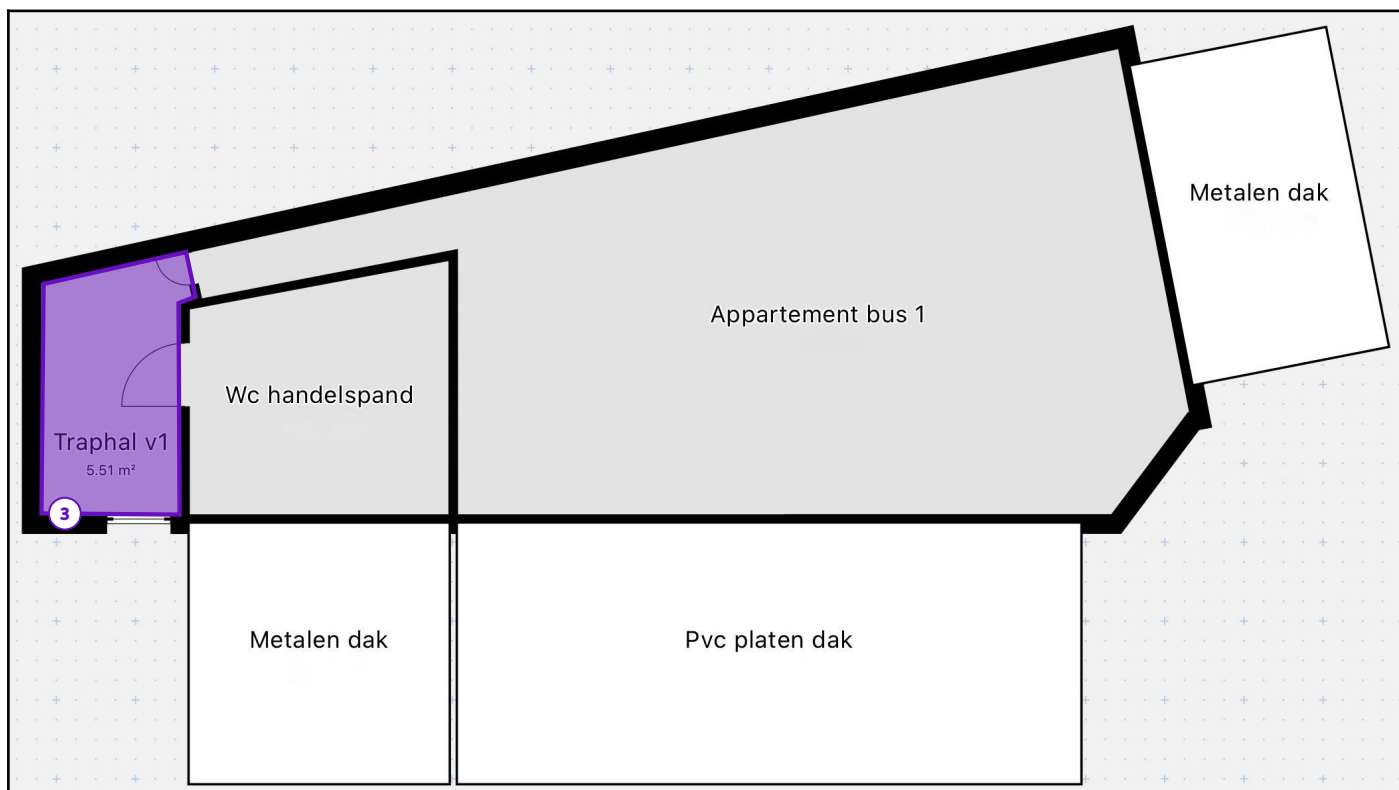 Metalen dak
Appartement bus 1
Wc handelspand
Traphal v1
5.51 m²
3
Metalen dak
Pvc platen dak